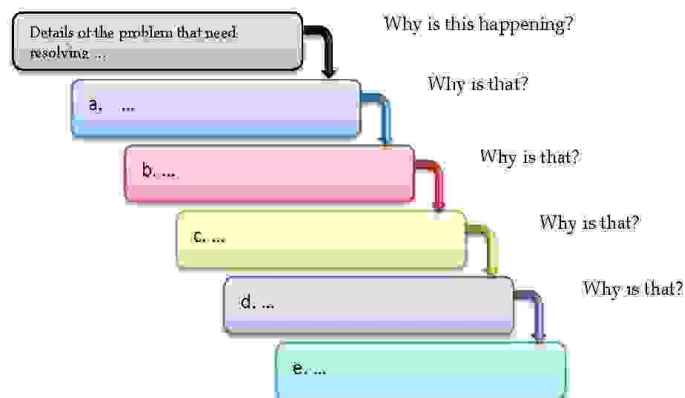 Details of the problem that need
resolving ...
Why is this happening?
a. ...
Why is that?
b. ...
Why is that?
c. ...
Why is that?
d. ...
Why is that?
e. ...